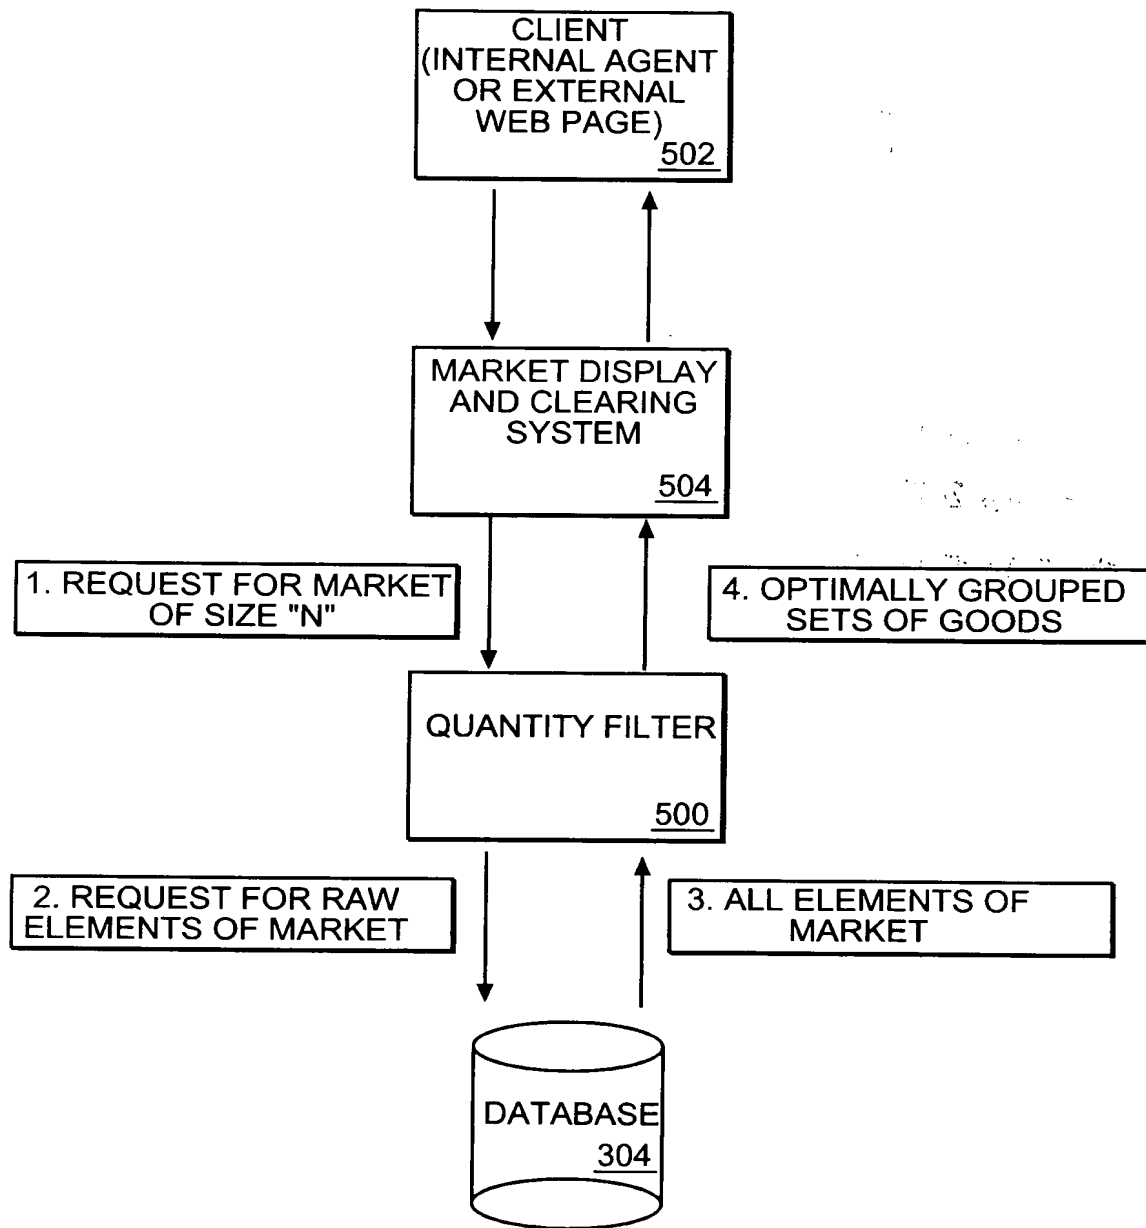 CLIENT
(INTERNAL AGENT
OR EXTERNAL
WEB PAGE)
502
MARKET DISPLAY
AND CLEARING
SYSTEM
504
1. REQUEST FOR MARKET
OF SIZE "N"
4. OPTIMALLY GROUPED
SETS OF GOODS
QUANTITY FILTER
500
2. REQUEST FOR RAW
ELEMENTS OF MARKET
3. ALL ELEMENTS OF
MARKET
DATABASE
304